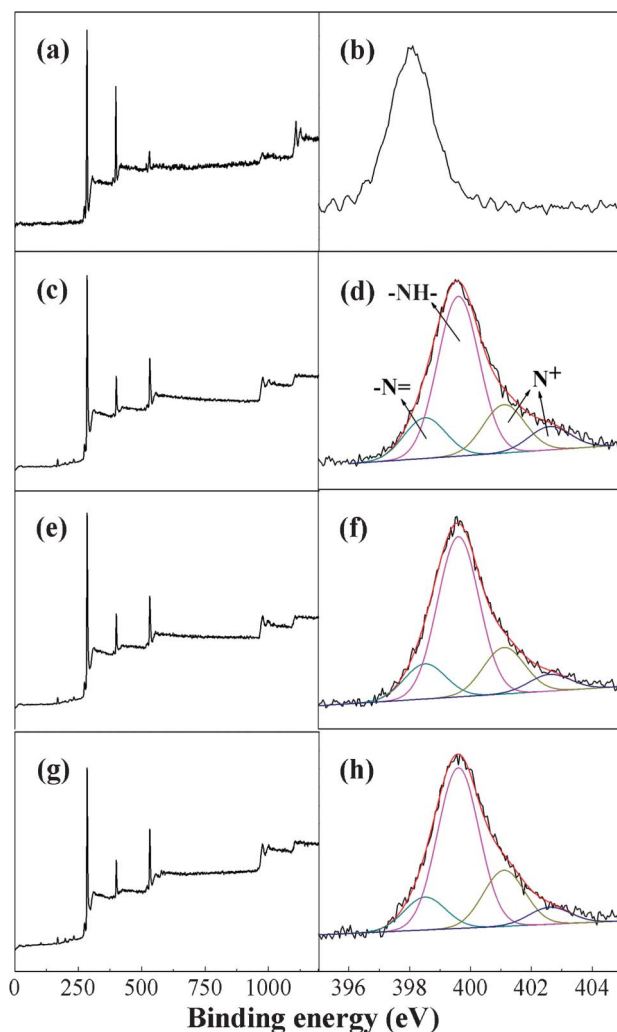 (a) (b)
(c) (d)
-NH-
-N= N+
(e) (f)
(g) (h)
0 250 500 750 1000 396 398 400 402 404
Binding energy (eV)